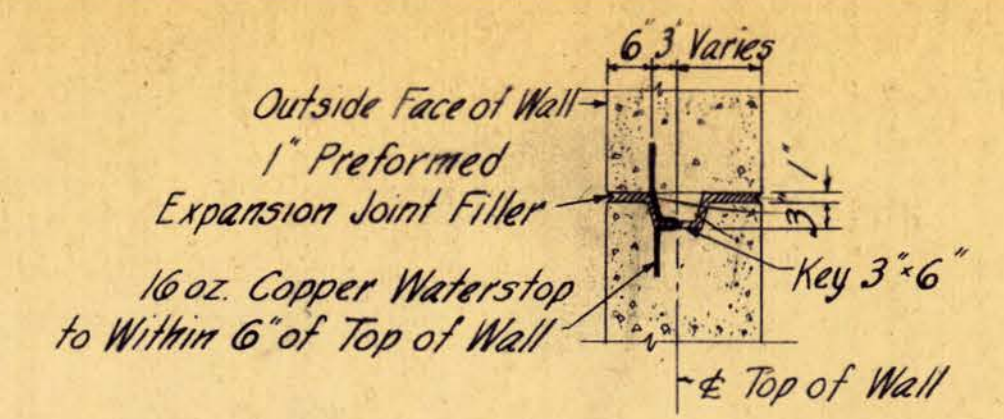 6" 3" Varies
Outside Face of Wall
1" Preformed
Expansion Joint Filler
1"
3"
Key 3"x6"
16 oz. Copper Waterstop
to Within 6" of Top of Wall
℄ Top of Wall